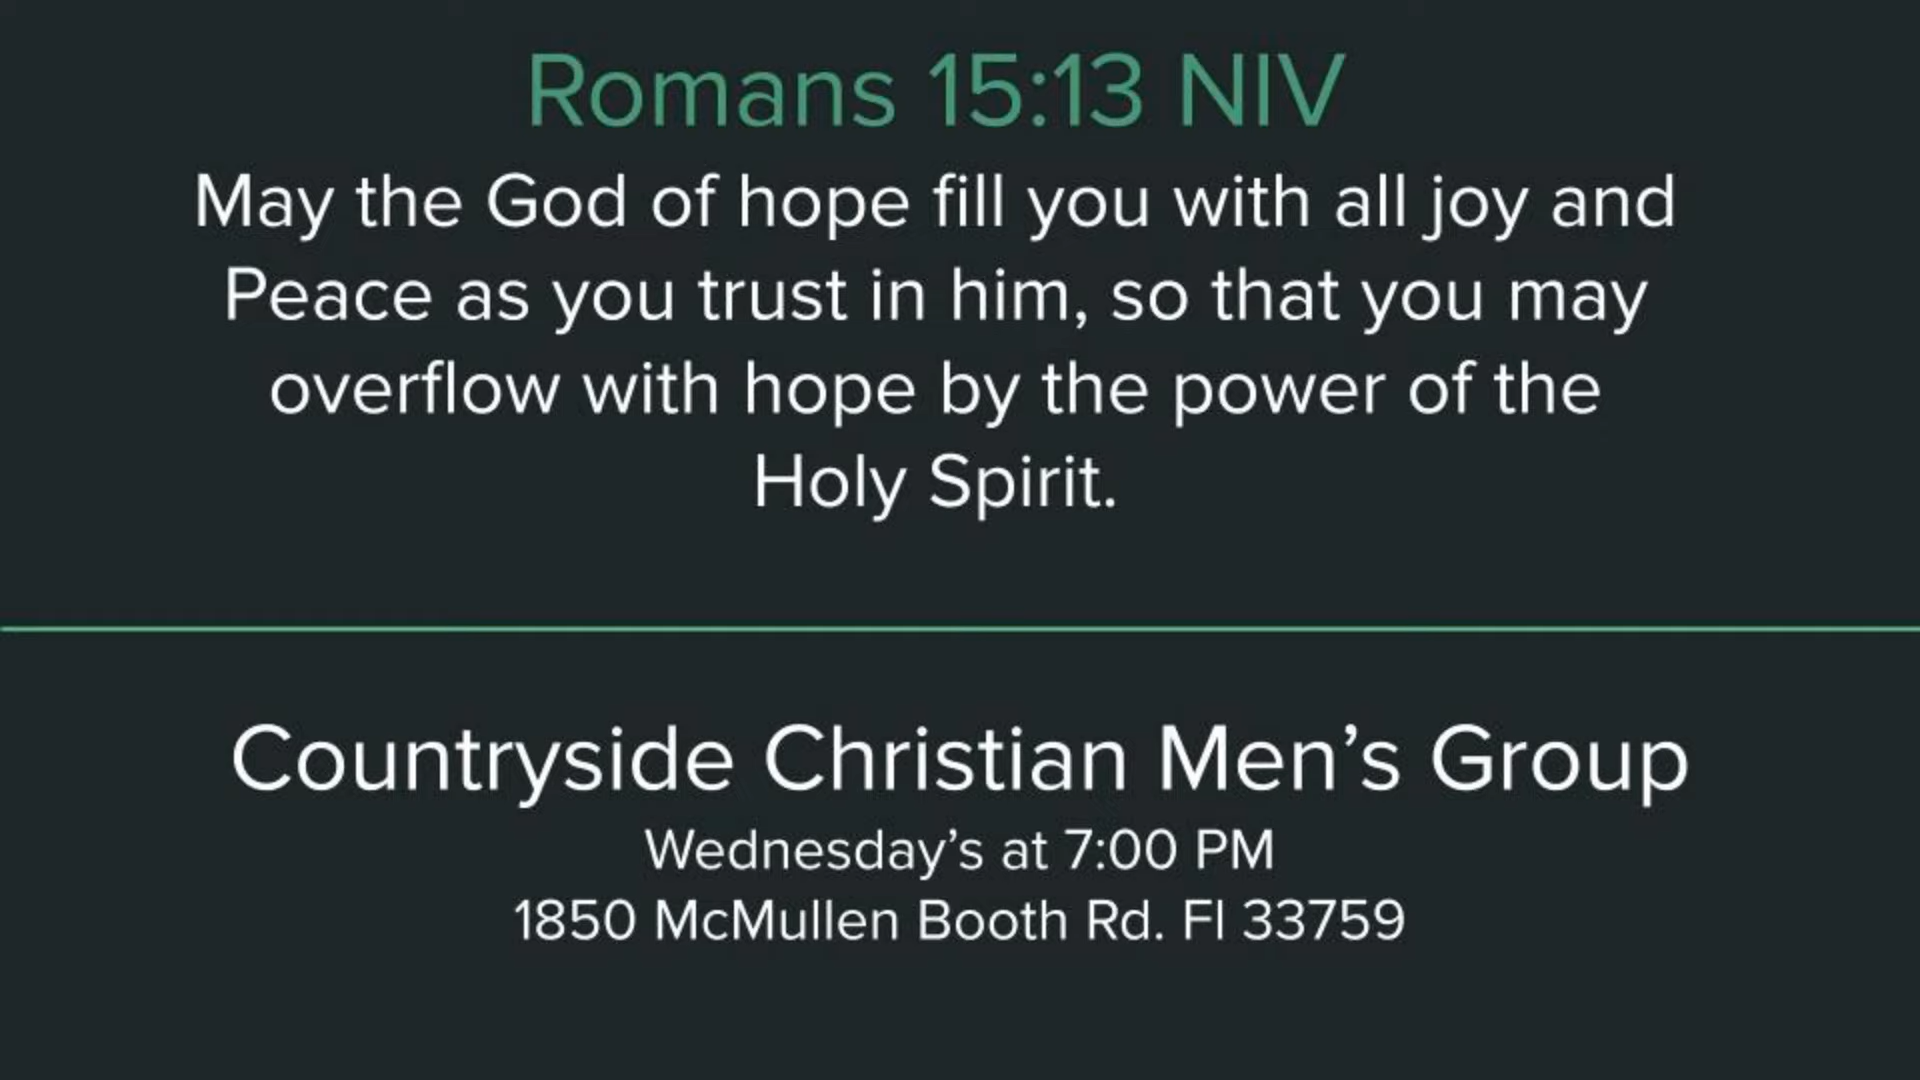 Romans 15:13 NIV
May the God of hope fill you with all joy and
Peace as you trust in him, so that you may
overflow with hope by the power of the
Holy Spirit.
Countryside Christian Men’s Group
Wednesday’s at 7:00 PM
1850 McMullen Booth Rd. Fl 33759